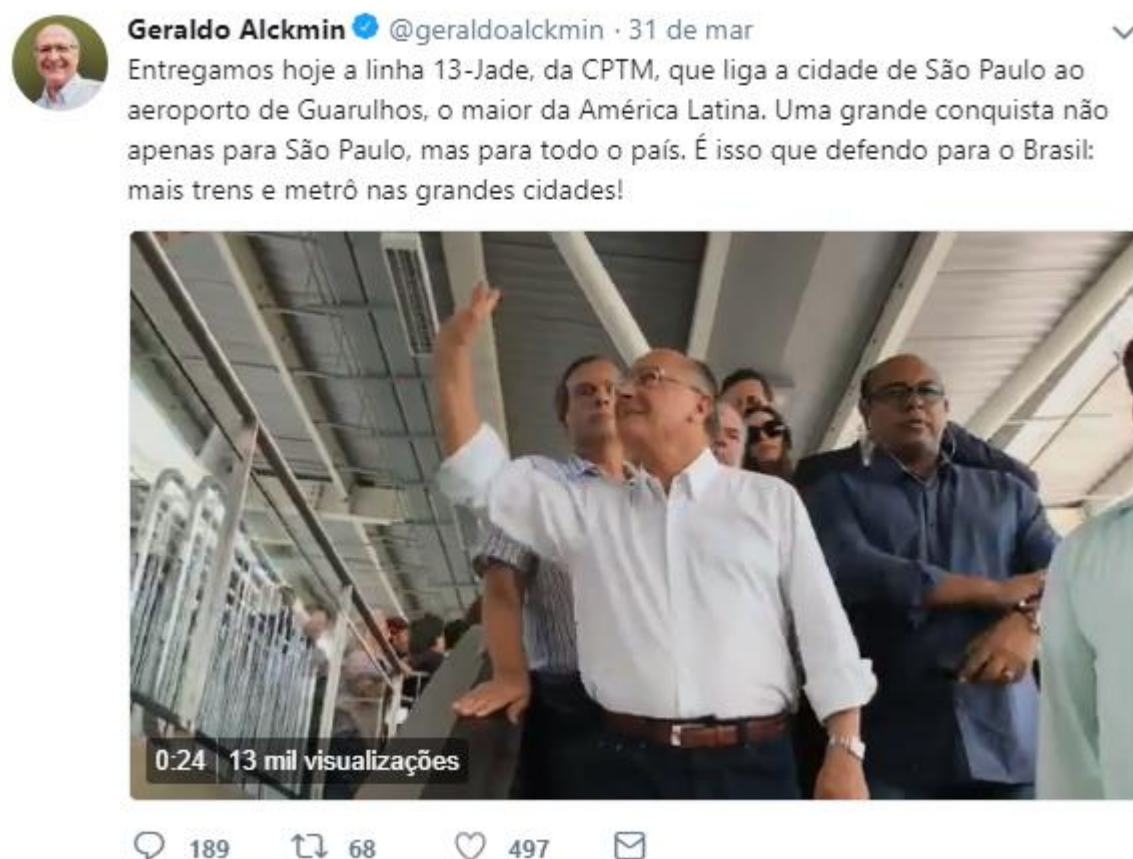 Geraldo Alckmin @geraldoalckmin · 31 de mar
Entregamos hoje a linha 13-Jade, da CPTM, que liga a cidade de São Paulo ao
aeroporto de Guarulhos, o maior da América Latina. Uma grande conquista não
apenas para São Paulo, mas para todo o país. É isso que defendo para o Brasil:
mais trens e metrô nas grandes cidades!
0:24 13 mil visualizações
189 68 497